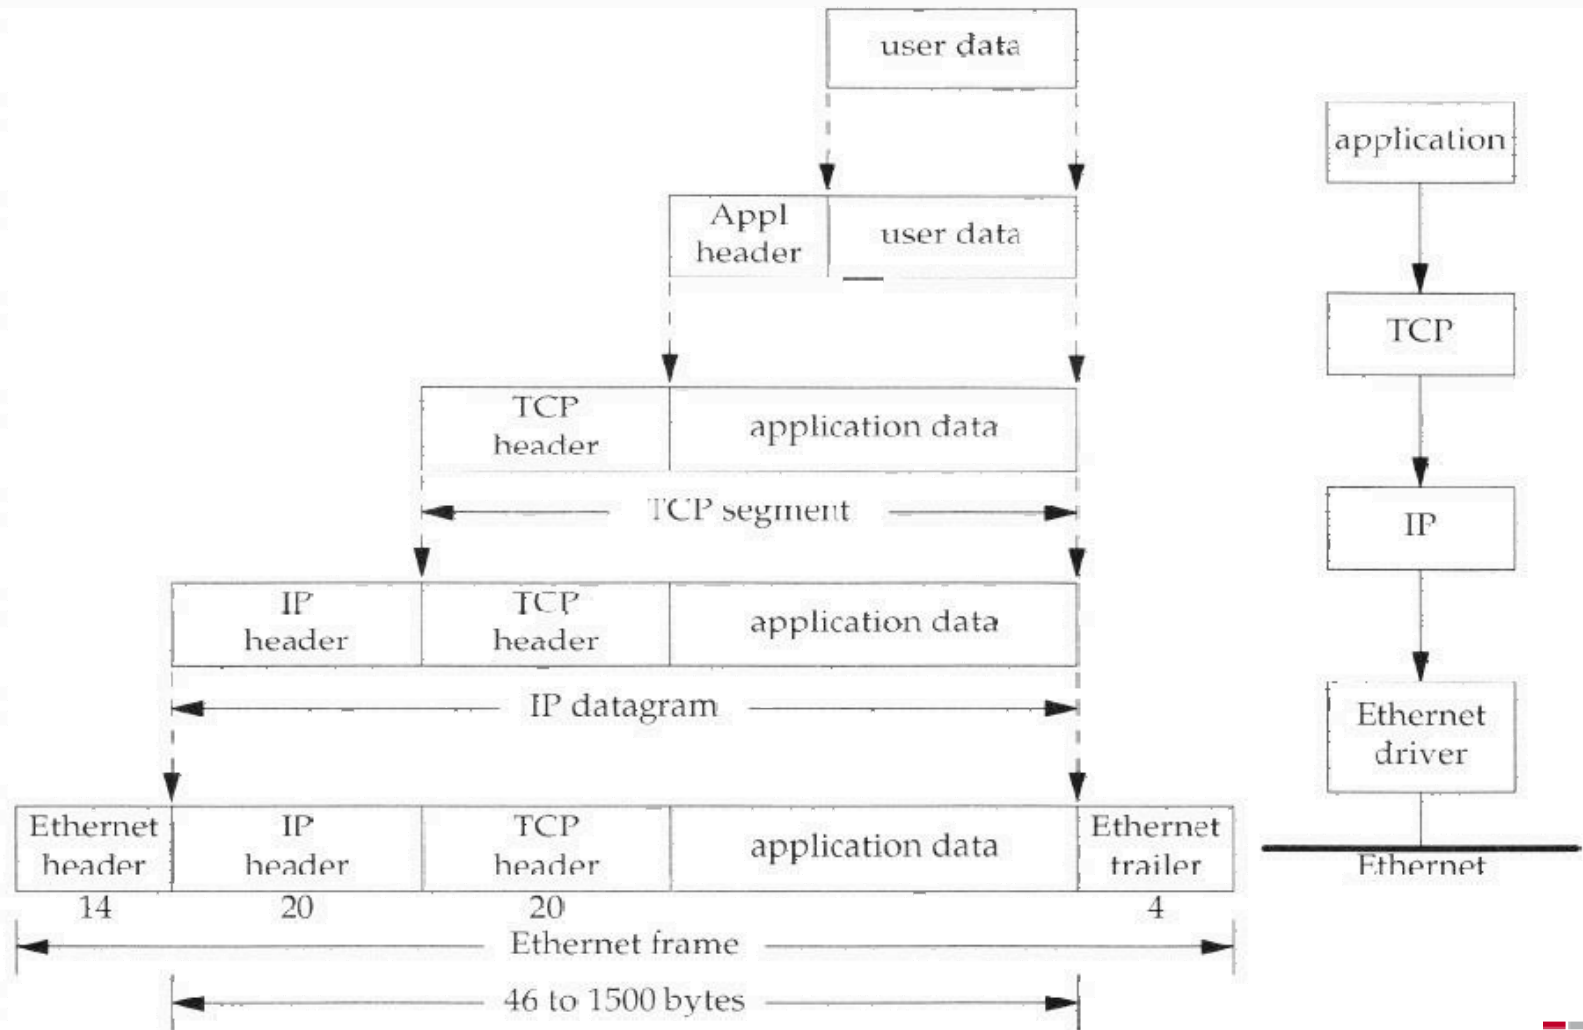 user data
application
Appl
header
user data
TCP
TCP
header
application data
TCP segment
IP
IP
header
TCP
header
application data
IP datagram
Ethernet
driver
Ethernet
header
IP
header
TCP
header
application data
Ethernet
trailer
Ethernet
14
20
20
4
Ethernet frame
46 to 1500 bytes